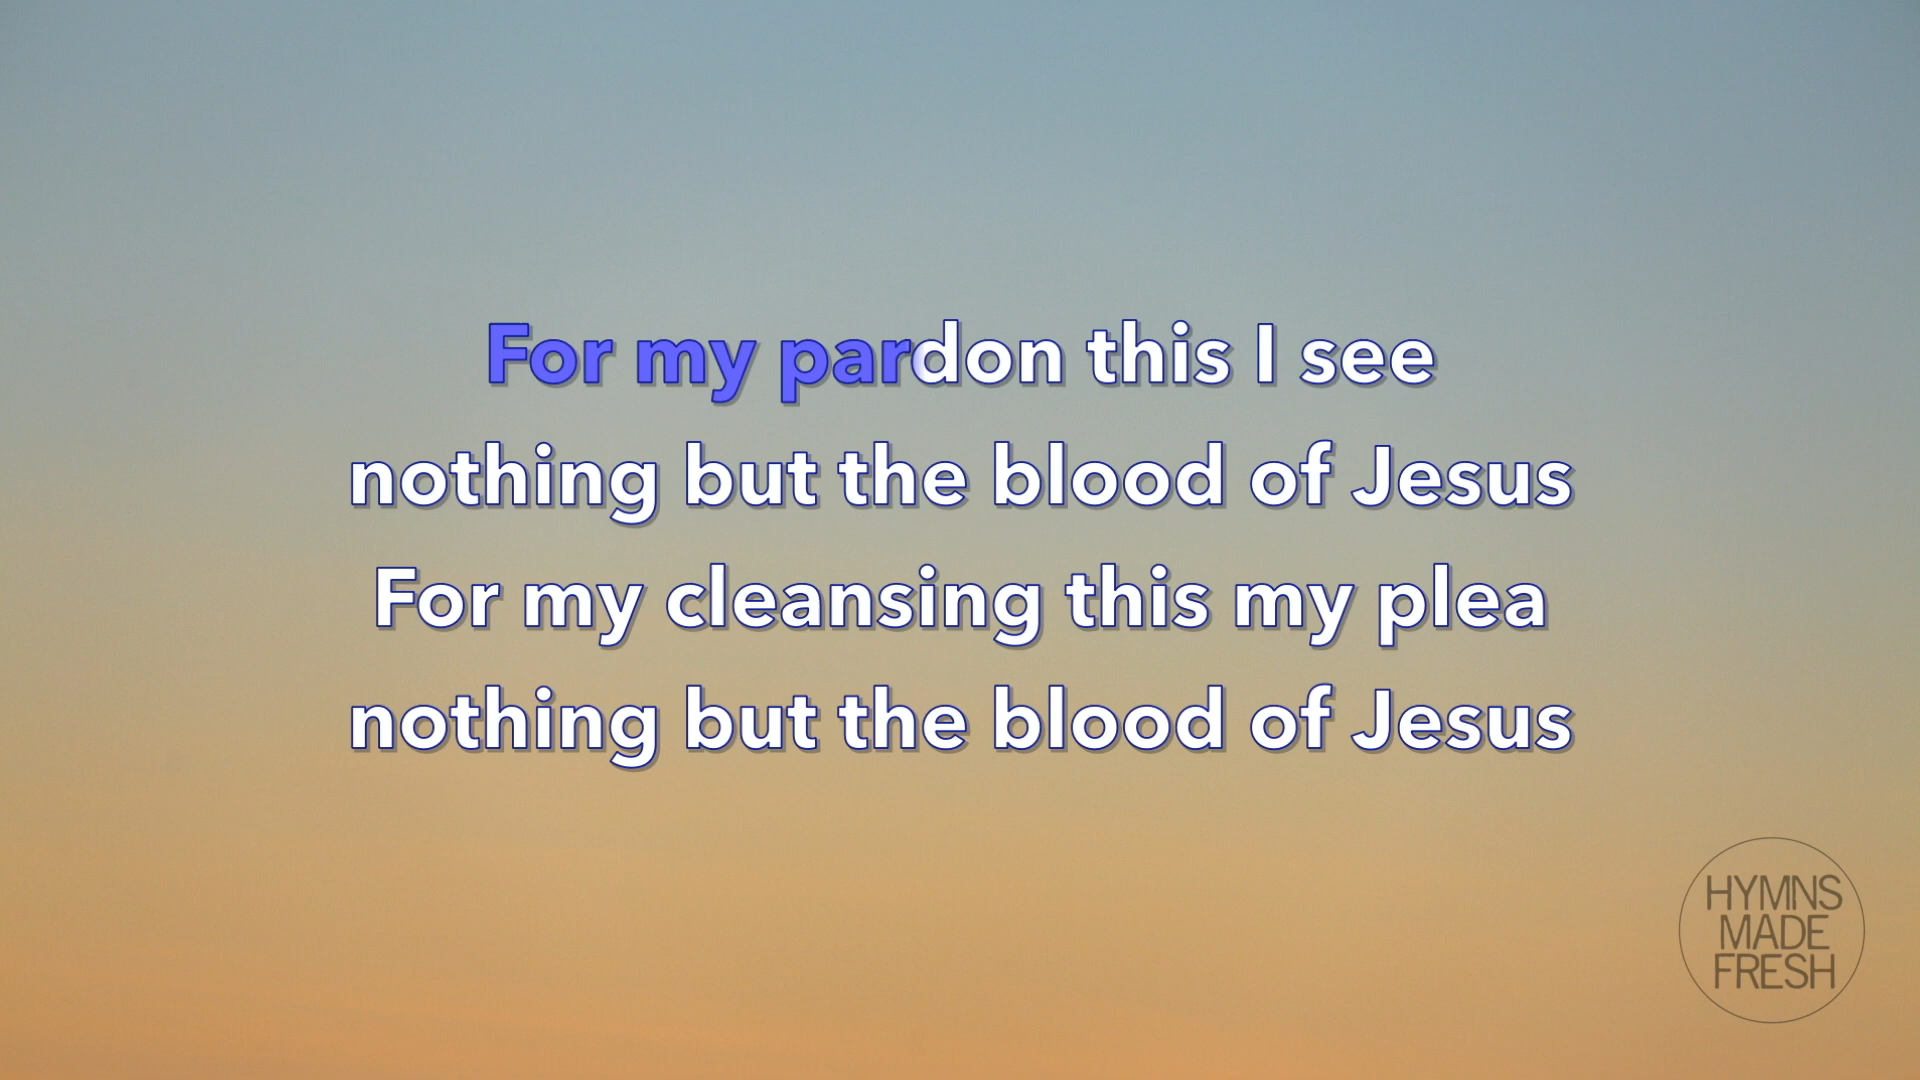 For my pardon this I see
nothing but the blood of Jesus
For my cleansing this my plea
nothing but the blood of Jesus
HYMNS
MADE
FRESH